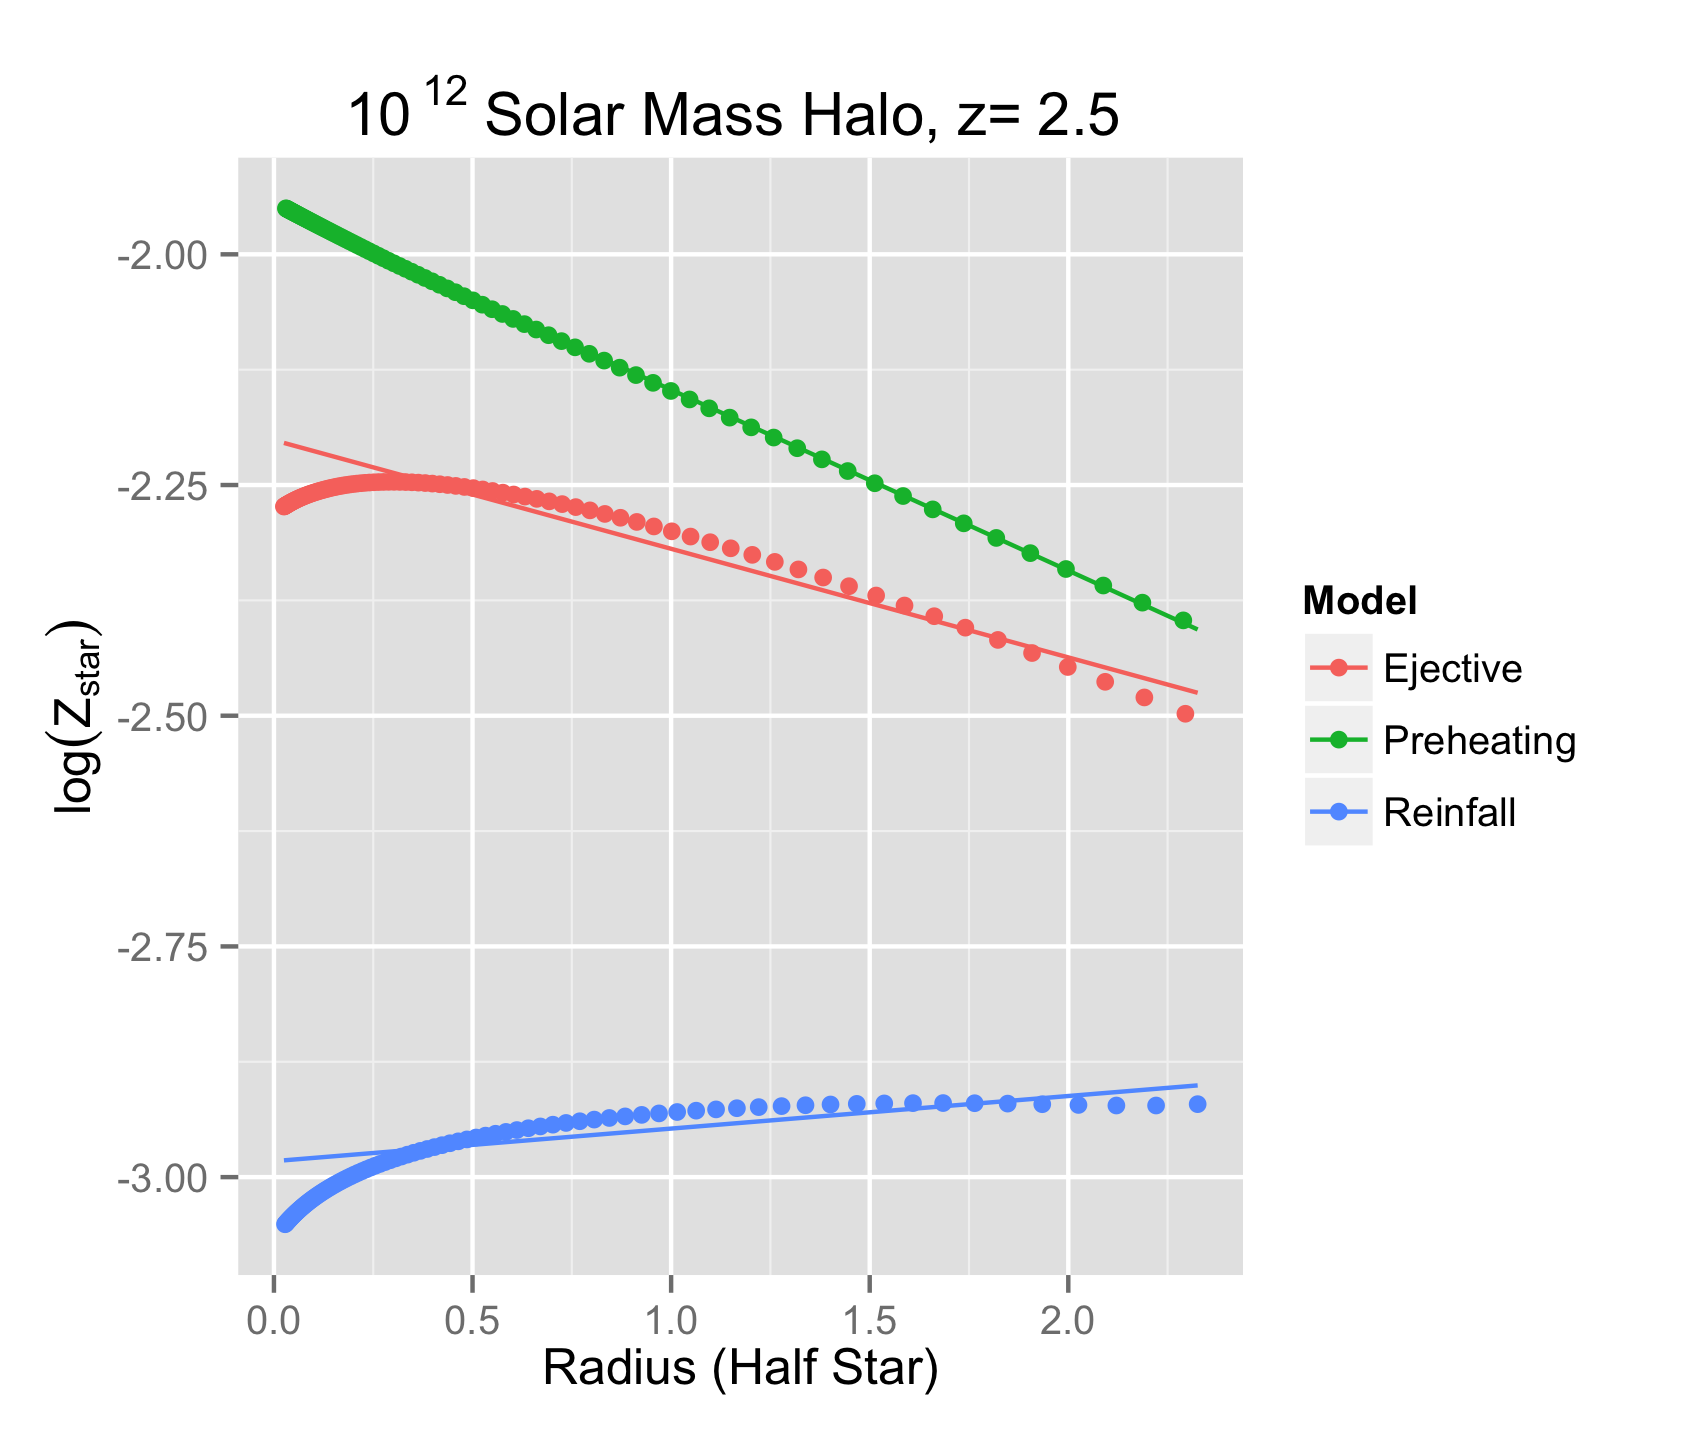 10 12 Solar Mass Halo, z= 2.5
log(Zstar)
-2.00
-2.25
-2.50
-2.75
-3.00
0.0 0.5 1.0 1.5 2.0
Radius (Half Star)
Model
Ejective
Preheating
Reinfall